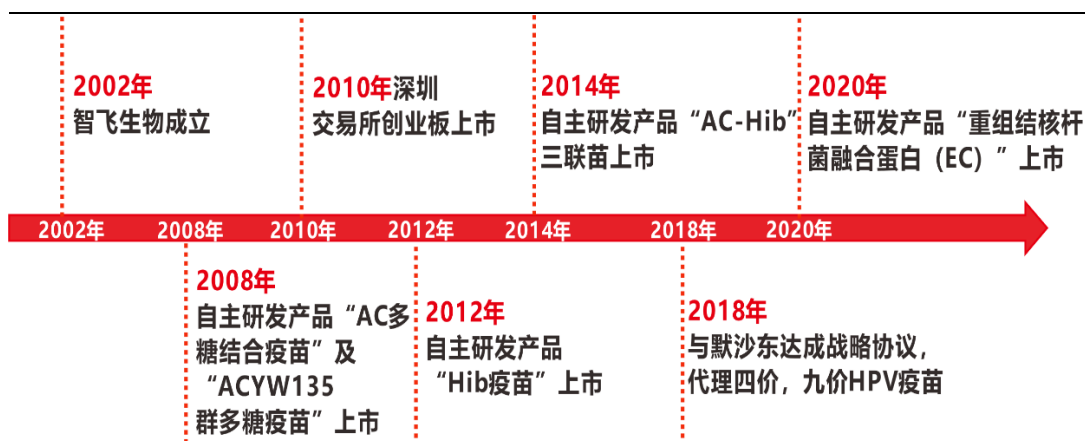 2002年
智飞生物成立
2010年深圳
交易所创业板上市
2014年
自主研发产品“AC-Hib”
三联苗上市
2020年
自主研发产品“重组结核杆
菌融合蛋白（EC）”上市
2002年 2008年 2010年 2012年 2014年 2018年 2020年
2008年
自主研发产品“AC多
糖结合疫苗”及
“ACYW135
群多糖疫苗”上市
2012年
自主研发产品
“Hib疫苗”上市
2018年
与默沙东达成战略协议，
代理四价，九价HPV疫苗